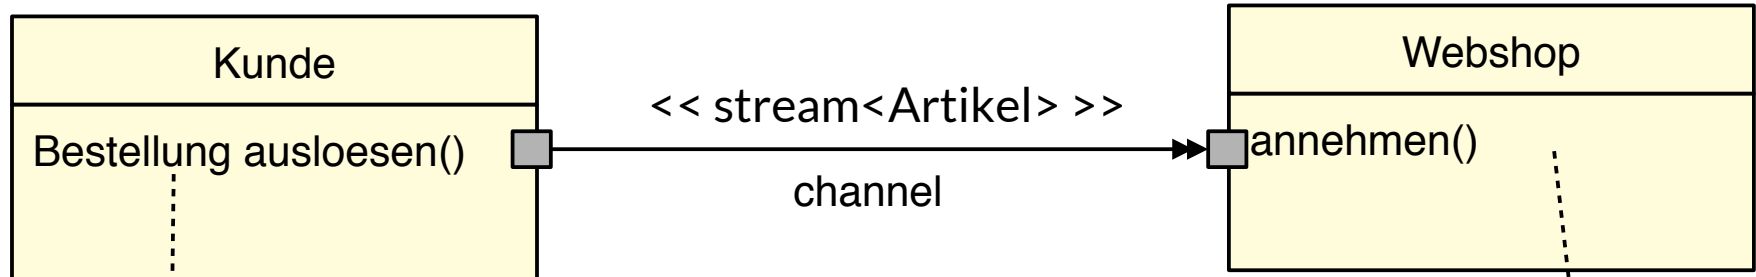 Kunde
Bestellung ausloesen()
<< stream<Artikel> >>
channel
Webshop
annehmen()